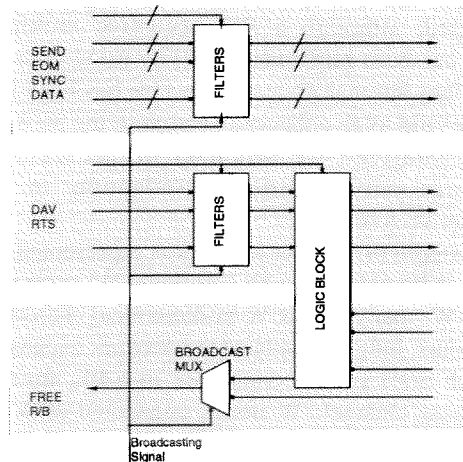 SEND
EOM
SYNC
DATA
FILTERS
DAV
RTS
FILTERS
LOGIC BLOCK
BROADCAST
MUX
FREE
R/B
Broadcasting
Signal